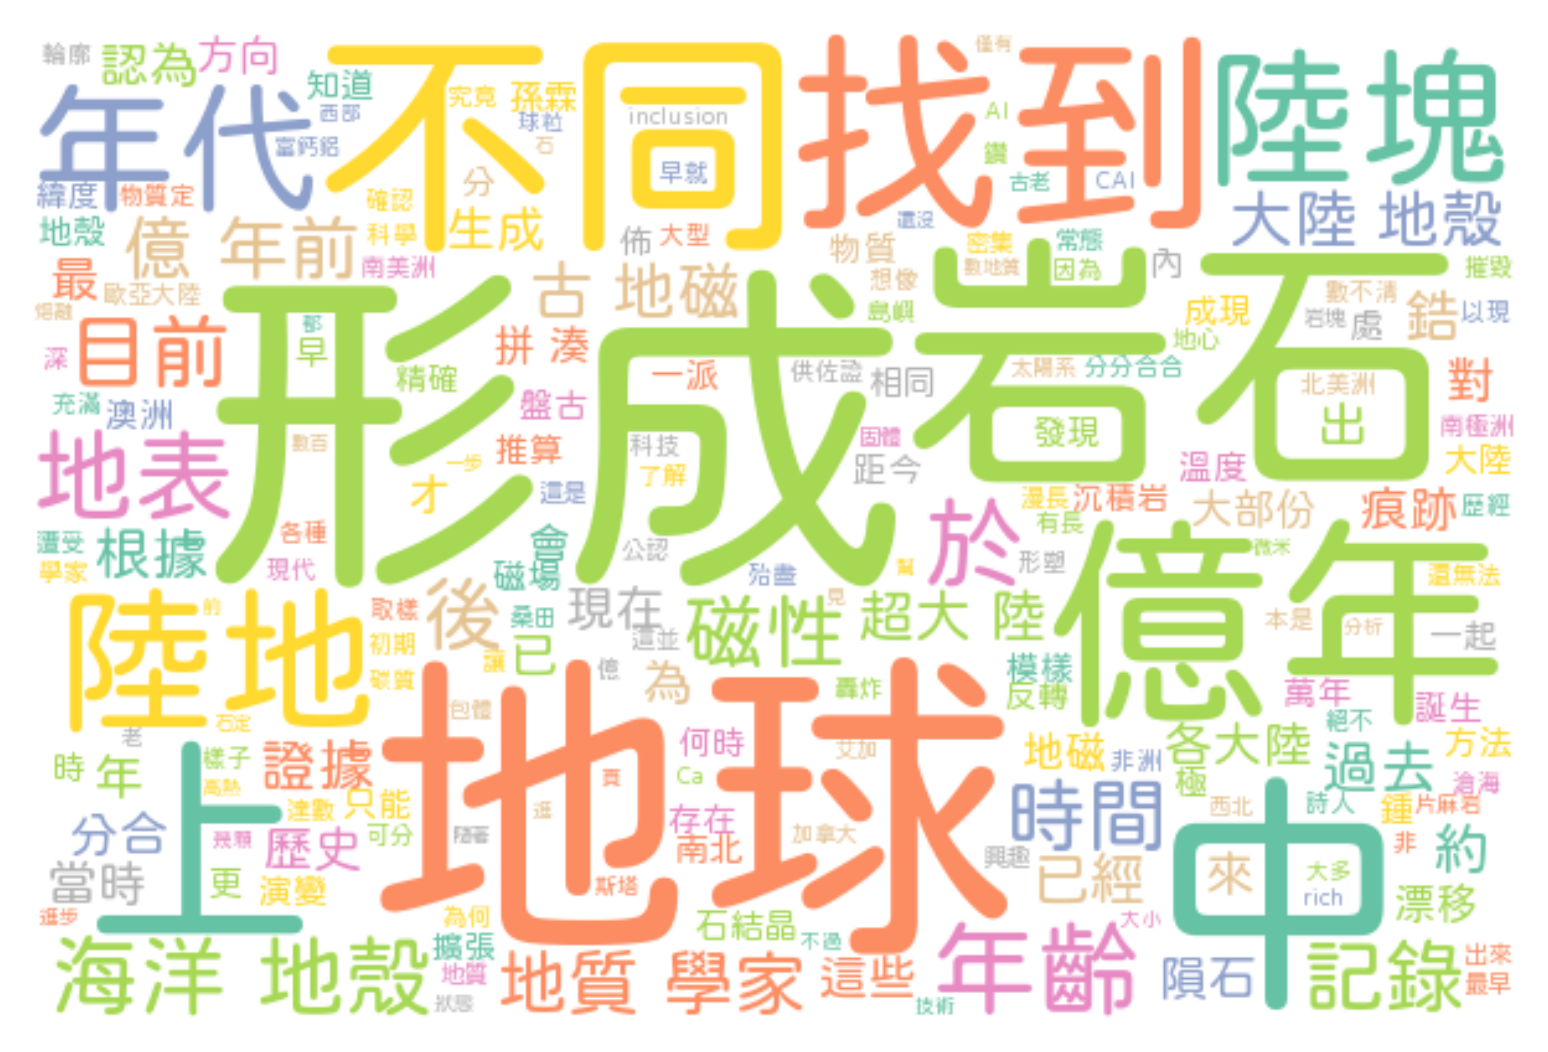 輪廓 認為 方向 知道 究竟 孫霖 inclusion 僅有
年代 不同 找到 陸塊
西部 球粒 石 AI 鑽
富鈣鋁 早就 古老 CAI
緯度 物質定 確認 分 還沒
地殼 億 年前 科學 生成 佈 大型 物質 密集 常態 大陸 地殼
最 南美洲 古 地磁 想像 數地質 因為 內 摧毀
歐亞大陸 島嶼 成現 數不清 鋯 以現
熔融 岩塊 處
形成 岩石
目前 早 拼 湊 地心
深 精確 一派 供佐證 相同 太陽系 分分合合 北美洲 對
充滿 澳洲 盤古 發現 出 南極洲
地表 數百 一步 推算 科技 固體 溫度 大陸
才 這是 了解 距今 漫長 沉積岩 大部份 痕跡 歷經
遭受 根據 各種 會 公認 於 有長
學家 現代 磁場 殆盡 幫 形塑 微米 還無法
億年
陸地 前 取樣 後 桑田 現在 磁性 見 超大 陸 本是 分析 一起
初期 讓 已 這並 模樣
碳質 億 為 轟炸 反轉 萬年 誕生
石定 包體 地球 絕不
老 證據 何時 艾加 地磁 非洲 各大陸 過去 方法
時 年 樣子 高熱 Ca 極 滄海
上 達數 只能 賈 逛 存在 加拿大 時間 西北 詩人 鍾 片麻岩
分合 幾顆 歷史 可分 隨著 南北 興趣 中 非 約
當時 更 演變 斯塔 已經 來 大多
進步 為何 石結晶 大小 rich 漂移
海洋 地殼 擴張 地質 學家 不過 這些 年齡 隕石 記錄 出來
地質 狀態 技術 最早